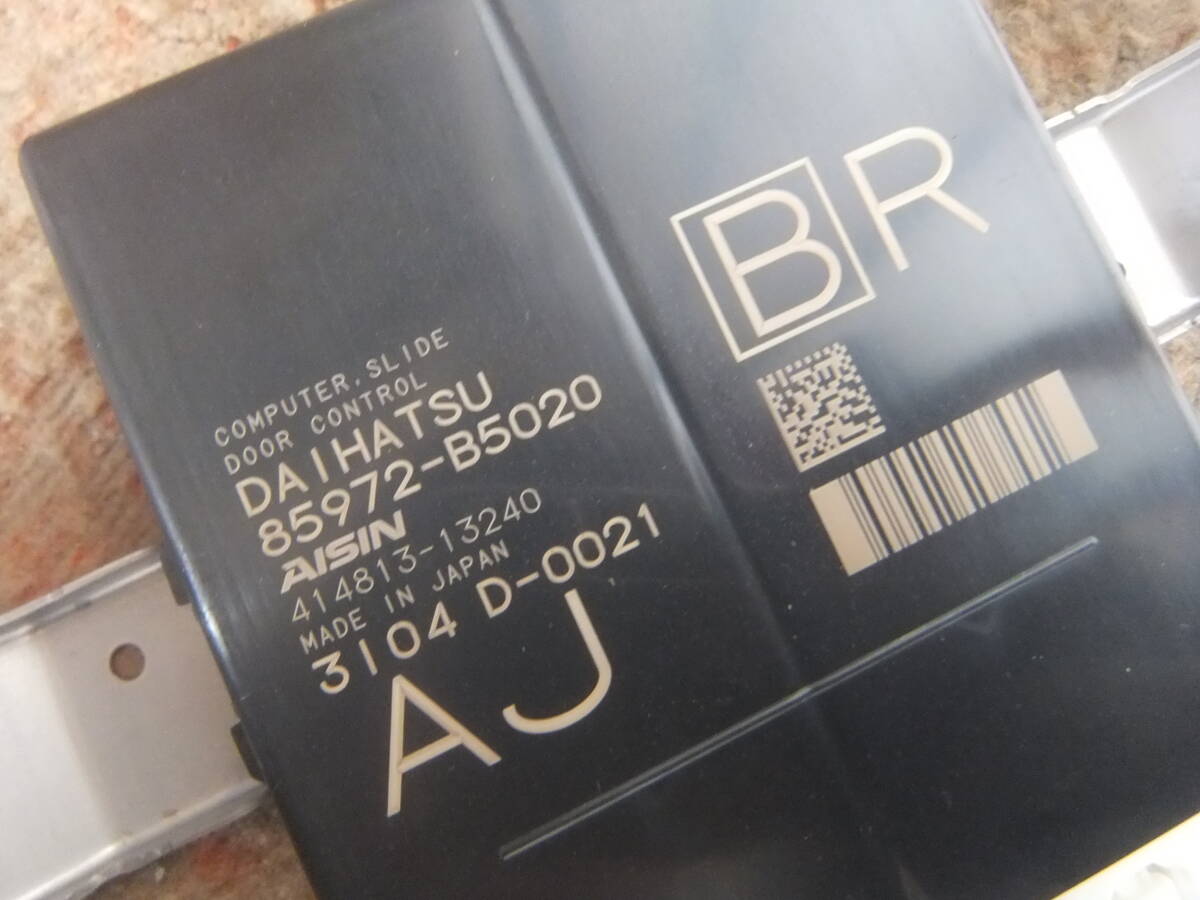 COMPUTER, SLIDE
DOOR CONTROL
DAIHATSU
85972-B5020
AISIN
414813-13240
MADE IN JAPAN
3104 D-0021
AJ
BR